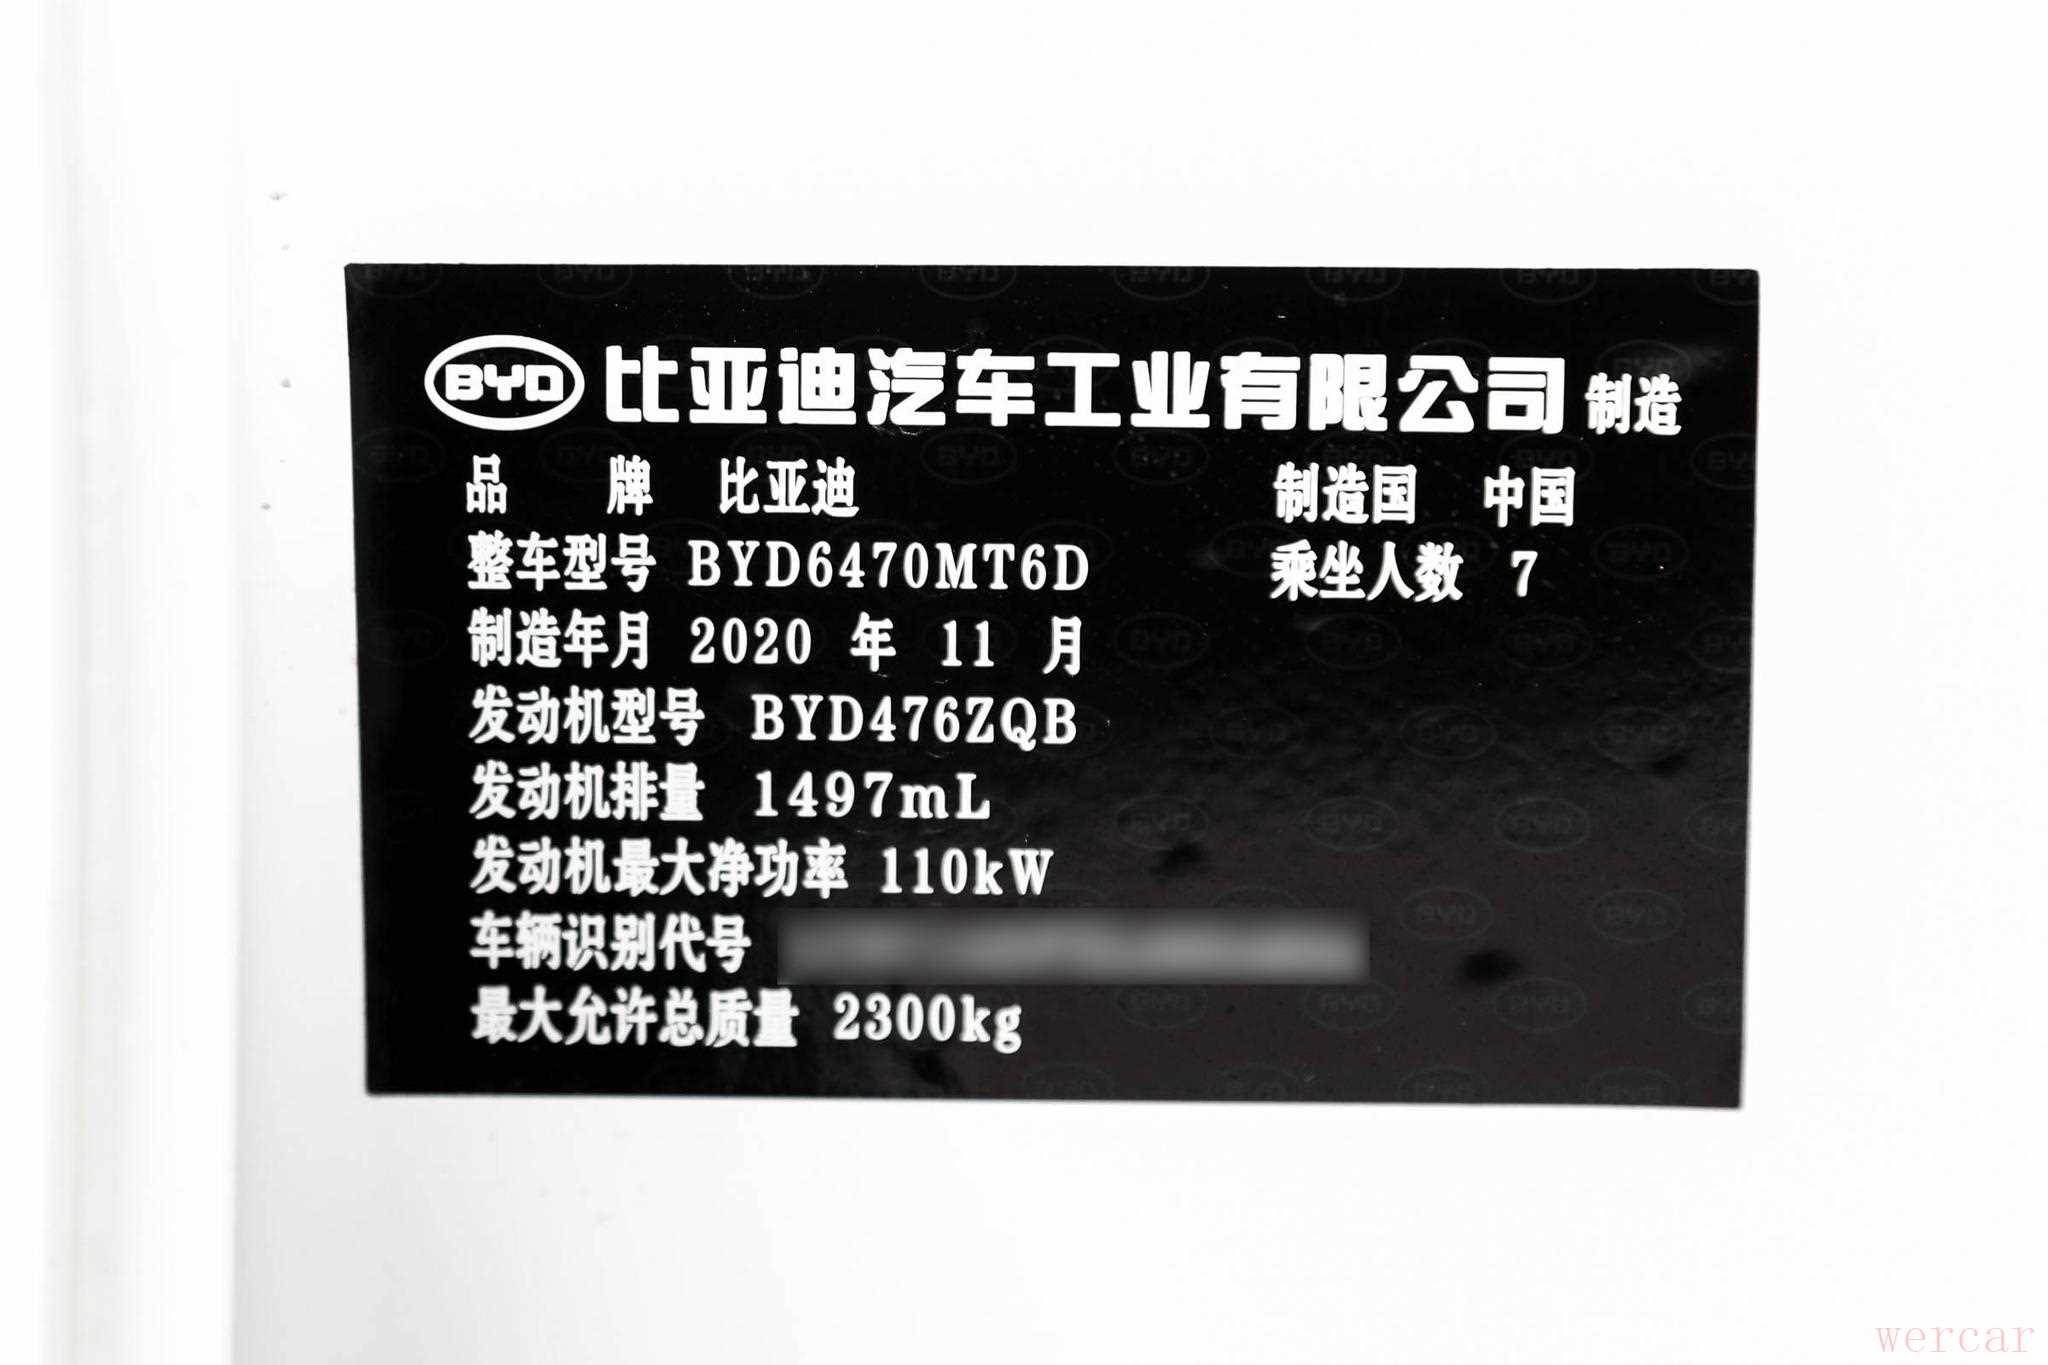 BYD 比亚迪汽车工业有限公司 制造
品 牌 比亚迪 制造国 中国
整车型号 BYD6470MT6D 乘坐人数 7
制造年月 2020 年 11 月
发动机型号 BYD476ZQB
发动机排量 1497mL
发动机最大净功率 110kW
车辆识别代号
最大允许总质量 2300kg
wercar